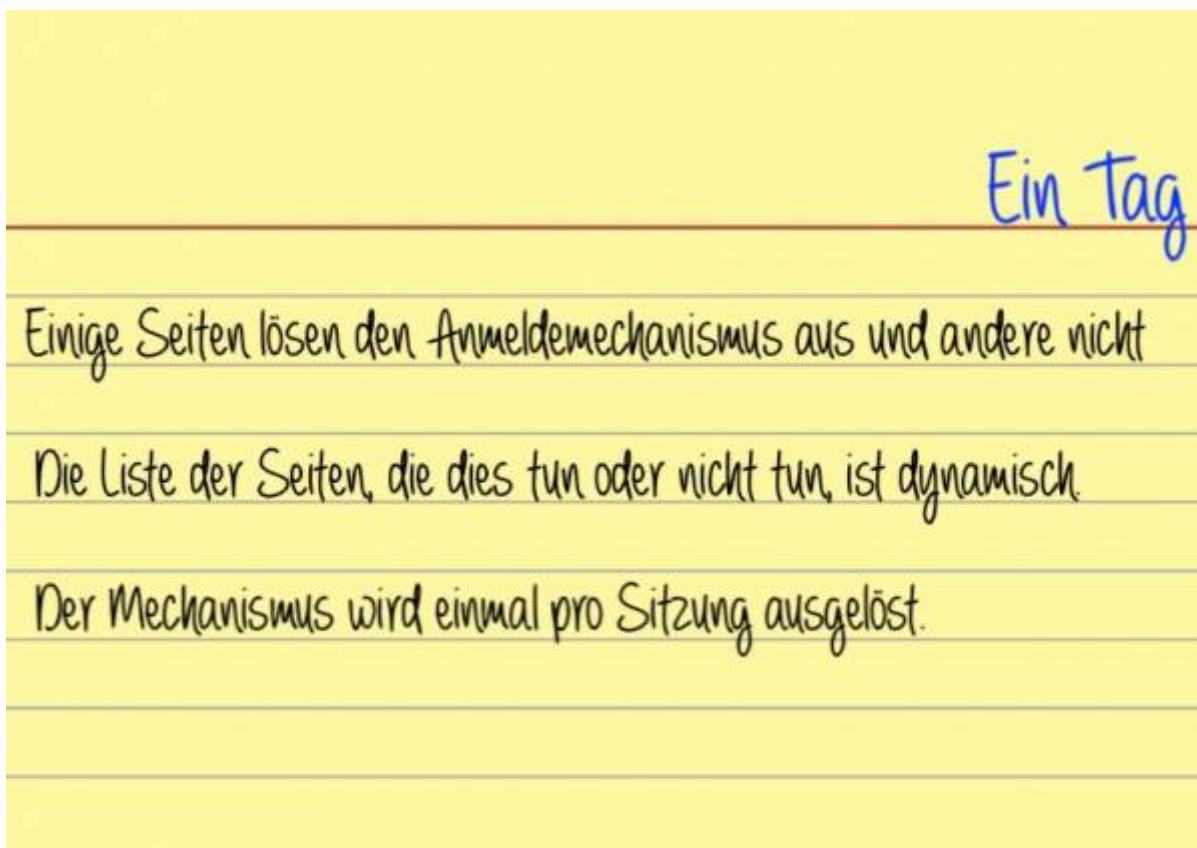 Ein Tag
Einige Seiten lösen den Anmeldemechanismus aus und andere nicht
Die Liste der Seiten, die dies tun oder nicht tun, ist dynamisch.
Der Mechanismus wird einmal pro Sitzung ausgelöst.